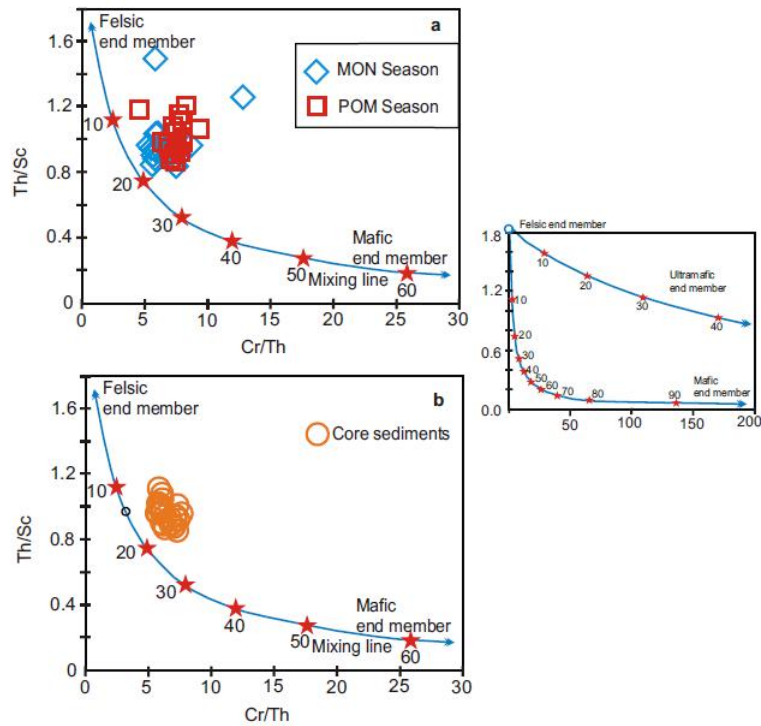 a
Felsic
end member
MON Season
POM Season
1.6
1.2
0.8
0.4
0
Th/Sc
10
20
30
40
50
60
Mafic
end member
Mixing line
0 5 10 15 20 25 30
Cr/Th
Felsic end member
1.8
1.2
0.6
0.0
10
20
30
40
Ultramafic
end member
10
20
30
40
50
60
70
80
90
Mafic
end member
50 100 150 200
b
Felsic
end member
Core sediments
1.6
1.2
0.8
0.4
0
Th/Sc
10
20
30
40
50
60
Mafic
end member
Mixing line
0 5 10 15 20 25 30
Cr/Th